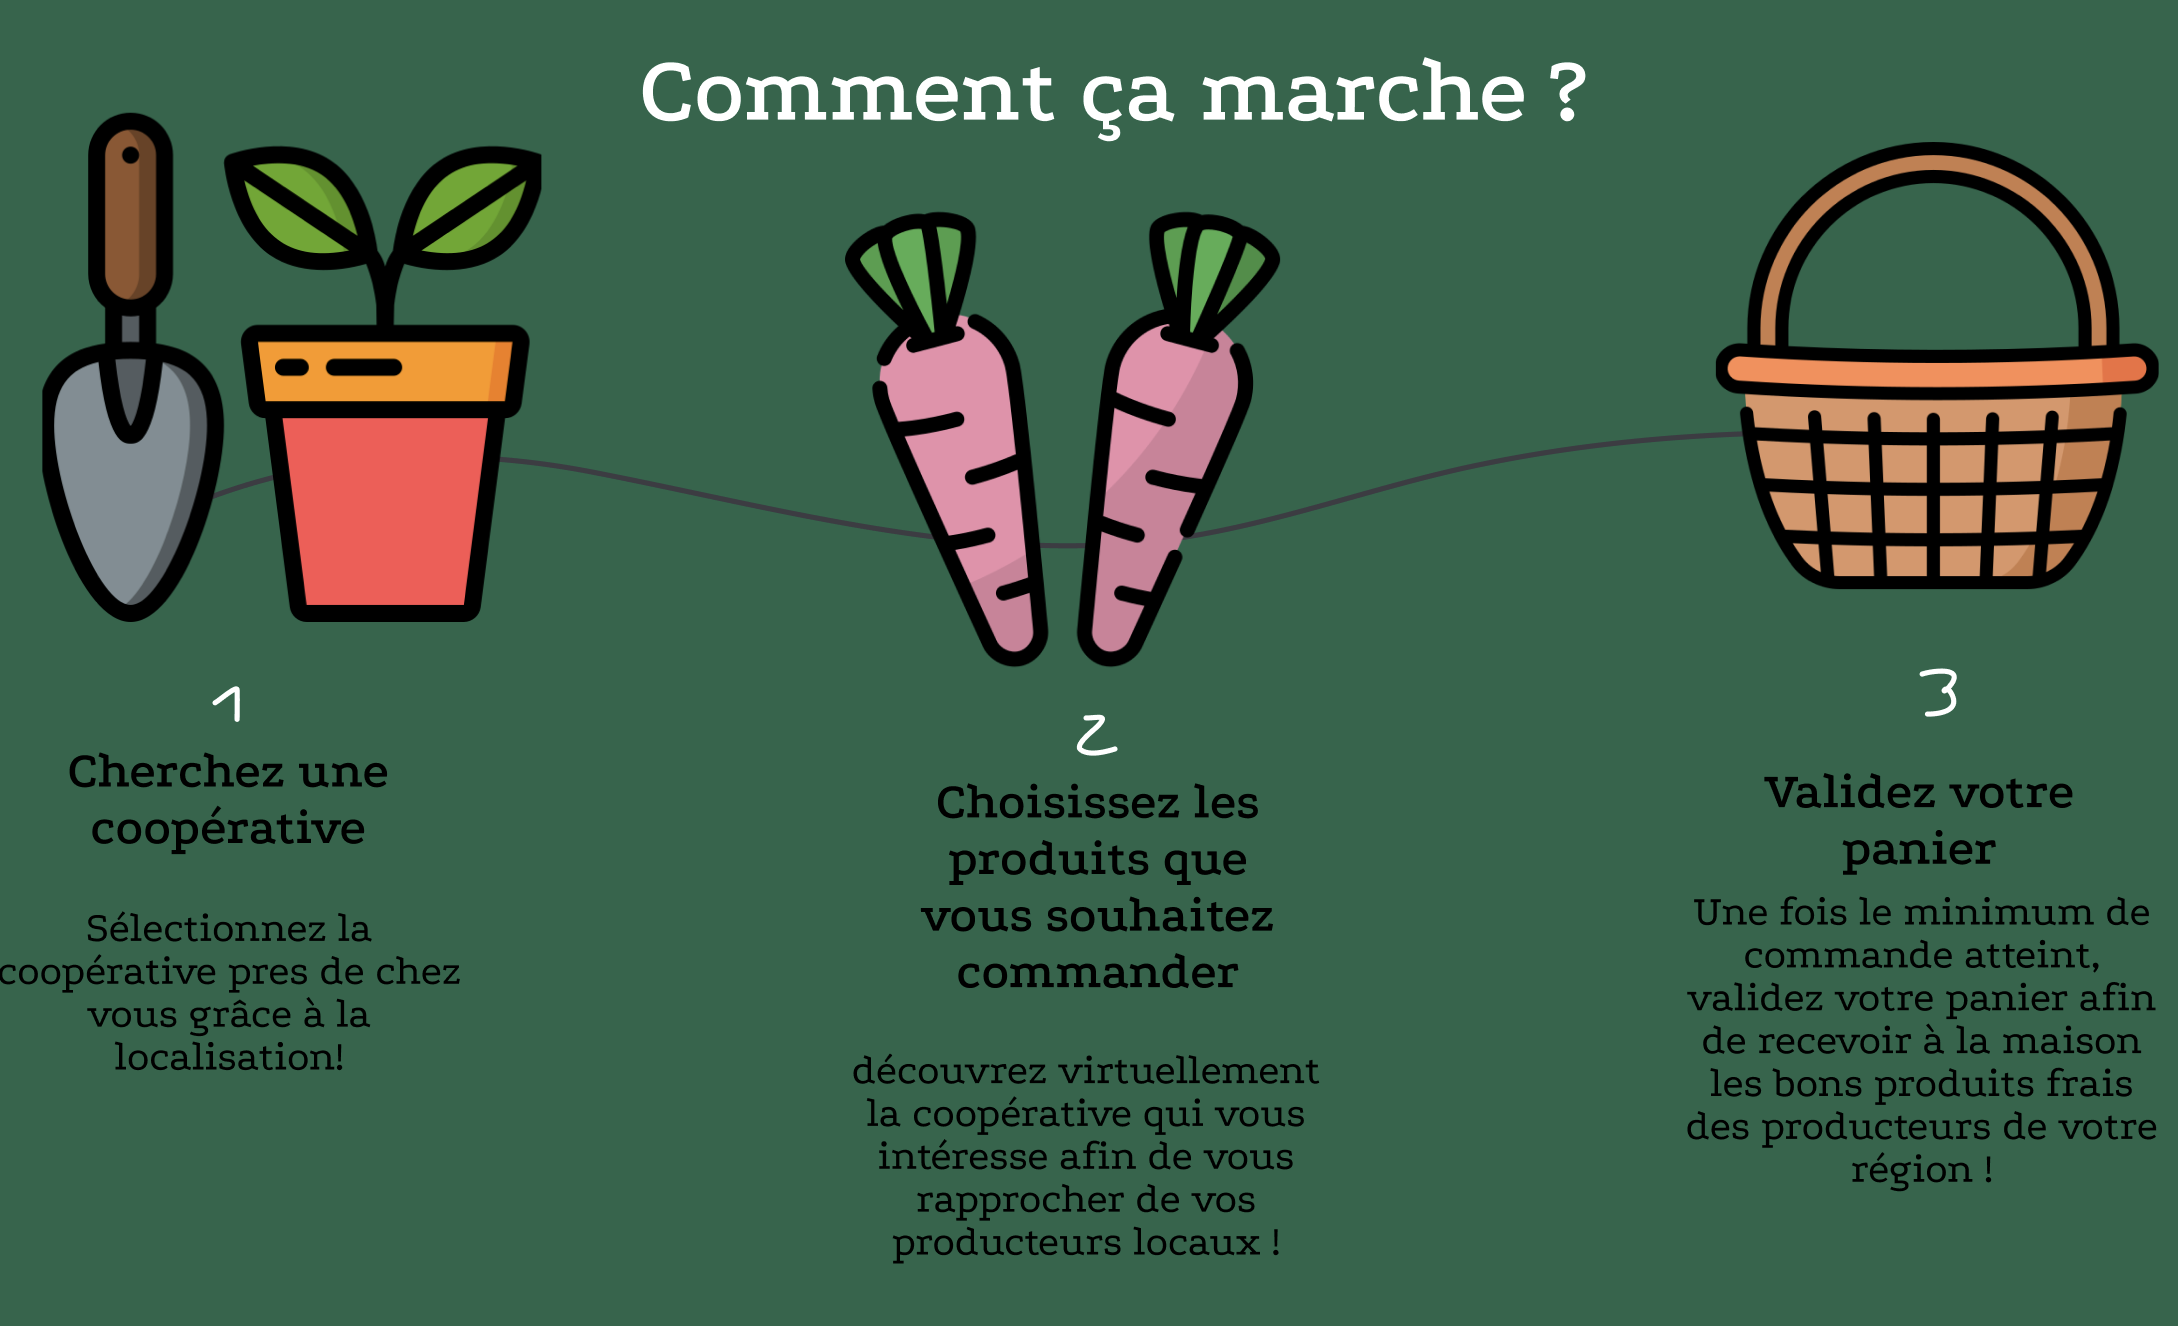 Comment ça marche ?
1
Cherchez une
coopérative
Sélectionnez la
coopérative pres de chez
vous grâce à la
localisation!
2
Choisissez les
produits que
vous souhaitez
commander
découvrez virtuellement
la coopérative qui vous
intéresse afin de vous
rapprocher de vos
producteurs locaux !
3
Validez votre
panier
Une fois le minimum de
commande atteint,
validez votre panier afin
de recevoir à la maison
les bons produits frais
des producteurs de votre
région !